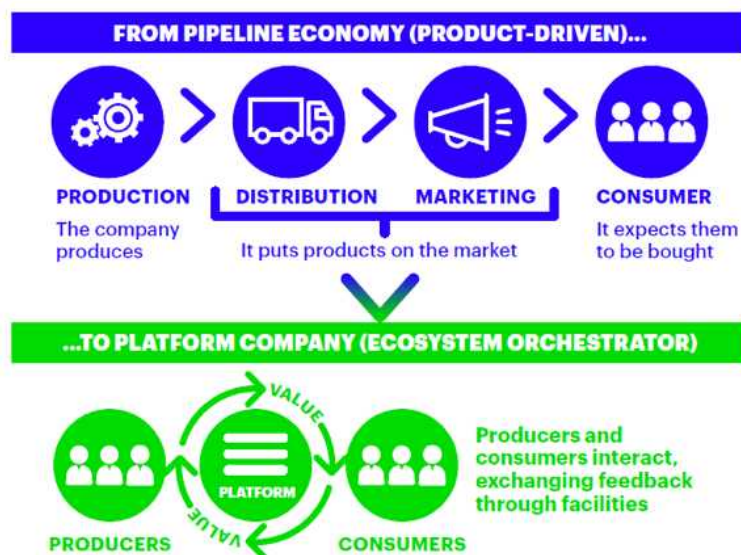 FROM PIPELINE ECONOMY (PRODUCT-DRIVEN)...
PRODUCTION
DISTRIBUTION
MARKETING
CONSUMER
The company
produces
It puts products on the market
It expects them
to be bought
...TO PLATFORM COMPANY (ECOSYSTEM ORCHESTRATOR)
VALUE
PLATFORM
VALUE
PRODUCERS
CONSUMERS
Producers and
consumers interact,
exchanging feedback
through facilities